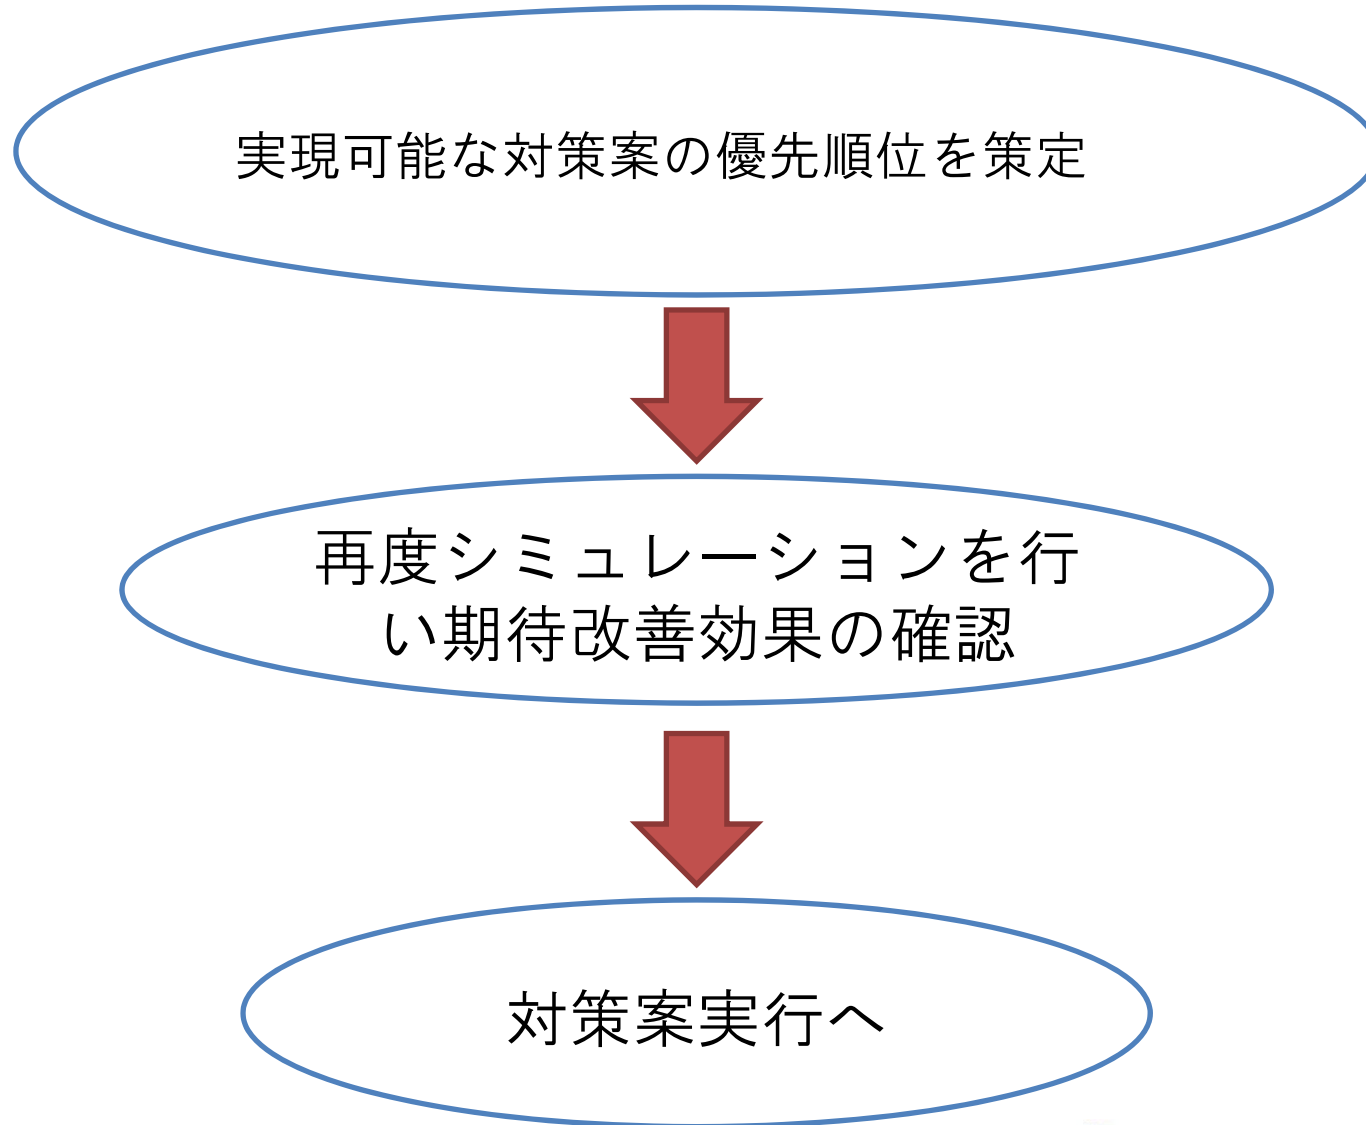 実現可能な対策案の優先順位を策定
再度シミュレーションを行
い期待改善効果の確認
対策案実行へ